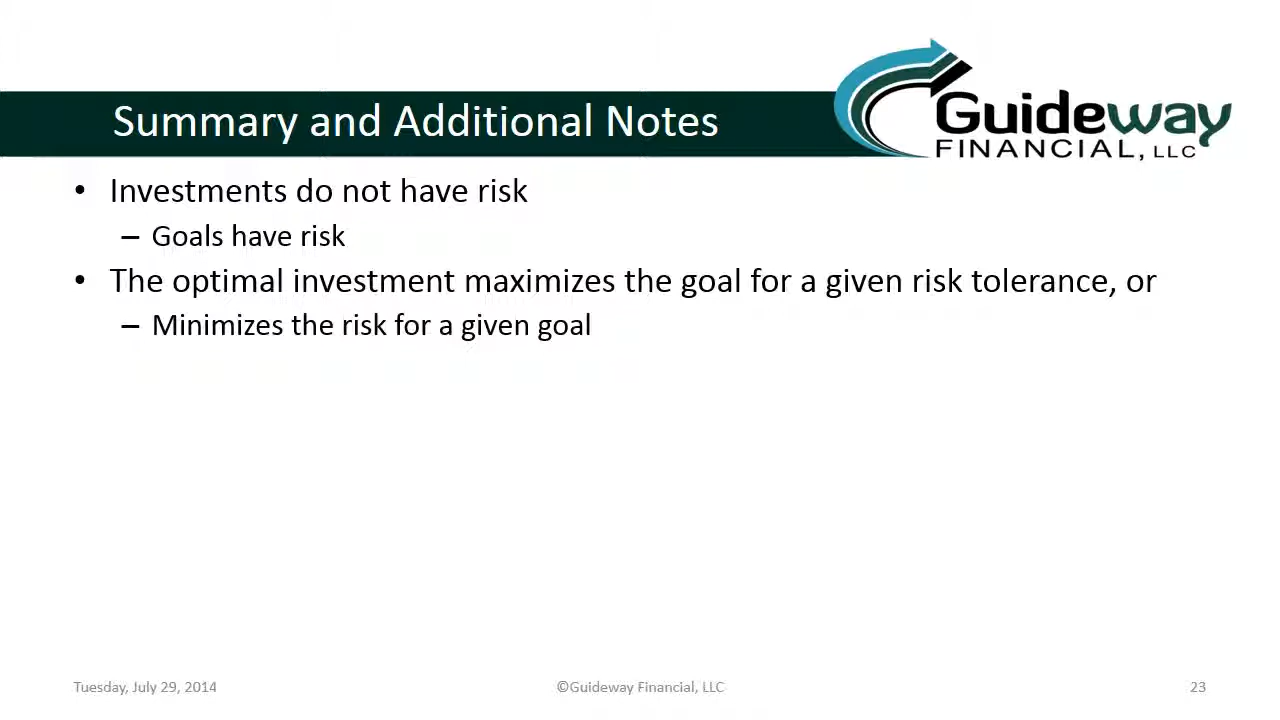 Guideway
FINANCIAL, LLC
Summary and Additional Notes
• Investments do not have risk
– Goals have risk
• The optimal investment maximizes the goal for a given risk tolerance, or
– Minimizes the risk for a given goal
Tuesday, July 29, 2014
©Guideway Financial, LLC
23